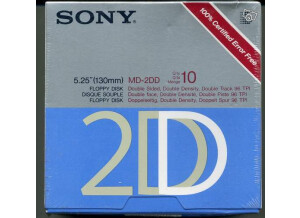 SONY
100% Certified Error Free
5.25"(130mm) MD-2DD 10
FLOPPY DISK Double Sided, Double Density, Double Track 96 TPI
DISQUE SOUPLE Double face, Double Densité, Double Piste 96 TPI
FLOPPY DISK Doppelseitig, Doppelte Dichte, Doppelt Spur 96 TPI
2DD